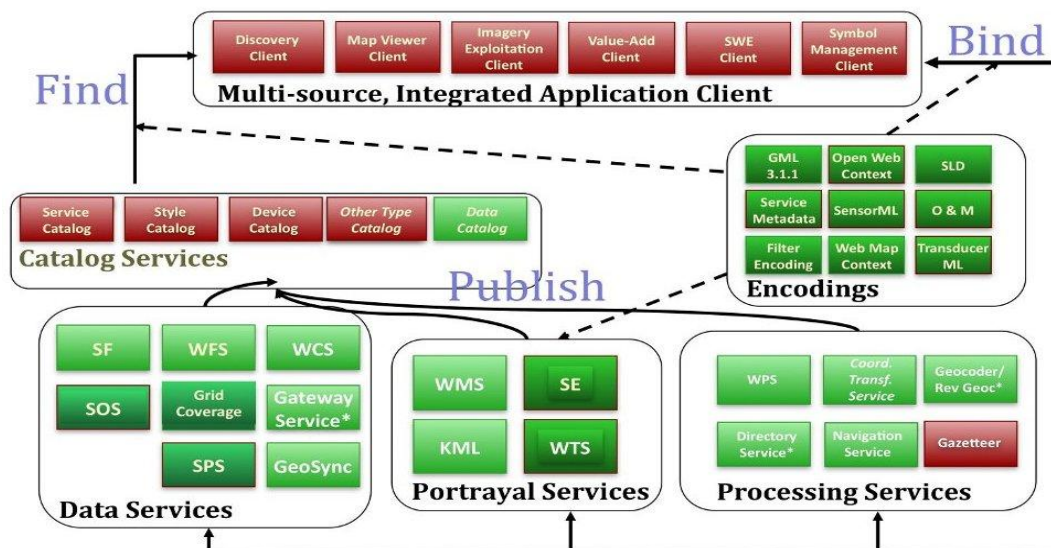 Discovery
Client
Map Viewer
Client
Imagery
Exploitation
Client
Value-Add
Client
SWE
Client
Symbol
Management
Client
Multi-source, Integrated Application Client
Bind
Find
GML
3.1.1
Open Web
Context
SLD
Service
Metadata
SensorML
O & M
Filter
Encoding
Web Map
Context
Transducer
ML
Encodings
Service
Catalog
Style
Catalog
Device
Catalog
Other Type
Catalog
Data
Catalog
Catalog Services
Publish
SF
WFS
WCS
SOS
Grid
Coverage
Gateway
Service*
SPS
GeoSync
Data Services
WMS
SE
KML
WTS
Portrayal Services
WPS
Coord.
Transf.
Service
Geocoder/
Rev Geoc*
Directory
Service*
Navigation
Service
Gazetteer
Processing Services